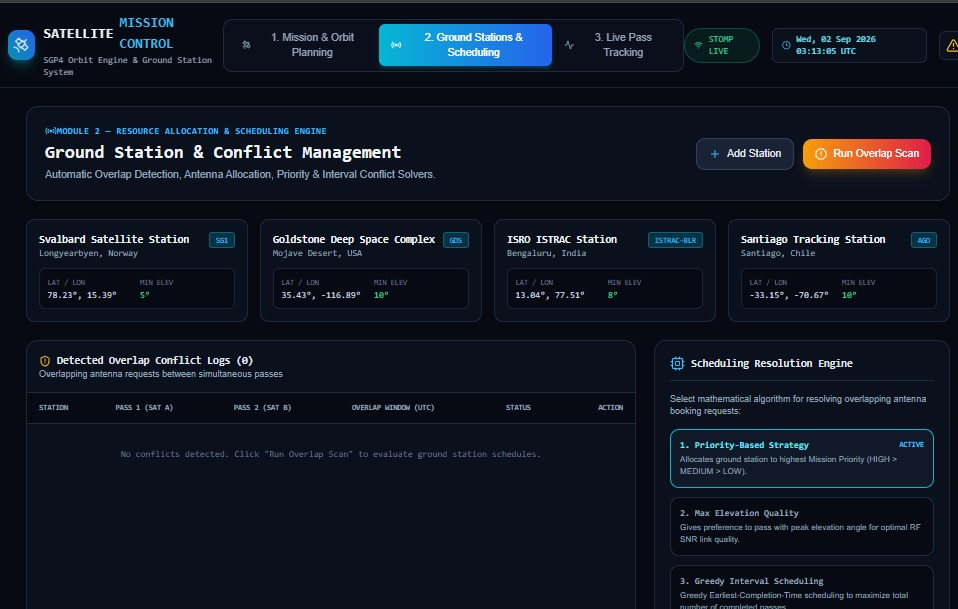 SATELLITE MISSION CONTROL
SGP4 Orbit Engine & Ground Station
System
1. Mission & Orbit
Planning
2. Ground Stations &
Scheduling
3. Live Pass
Tracking
STOMP
LIVE
Wed, 02 Sep 2026
03:13:05 UTC
MODULE 2 — RESOURCE ALLOCATION & SCHEDULING ENGINE
Ground Station & Conflict Management
Automatic Overlap Detection, Antenna Allocation, Priority & Interval Conflict Solvers.
+ Add Station
Run Overlap Scan
Svalbard Satellite Station SG1
Longyearbyen, Norway
LAT / LON MIN ELEV
78.23°, 15.39° 5°
Goldstone Deep Space Complex GDS
Mojave Desert, USA
LAT / LON MIN ELEV
35.43°, -116.89° 10°
ISRO ISTRAC Station ISTRAC-BLR
Bengaluru, India
LAT / LON MIN ELEV
13.04°, 77.51° 8°
Santiago Tracking Station AGO
Santiago, Chile
LAT / LON MIN ELEV
-33.15°, -70.67° 10°
Detected Overlap Conflict Logs (0)
Overlapping antenna requests between simultaneous passes
STATION PASS 1 (SAT A) PASS 2 (SAT B) OVERLAP WINDOW (UTC) STATUS ACTION
No conflicts detected. Click "Run Overlap Scan" to evaluate ground station schedules.
Scheduling Resolution Engine
Select mathematical algorithm for resolving overlapping antenna
booking requests:
1. Priority-Based Strategy ACTIVE
Allocates ground station to highest Mission Priority (HIGH >
MEDIUM > LOW).
2. Max Elevation Quality
Gives preference to pass with peak elevation angle for optimal RF
SNR link quality.
3. Greedy Interval Scheduling
Greedy Earliest-Completion-Time scheduling to maximize total
number of completed passes.